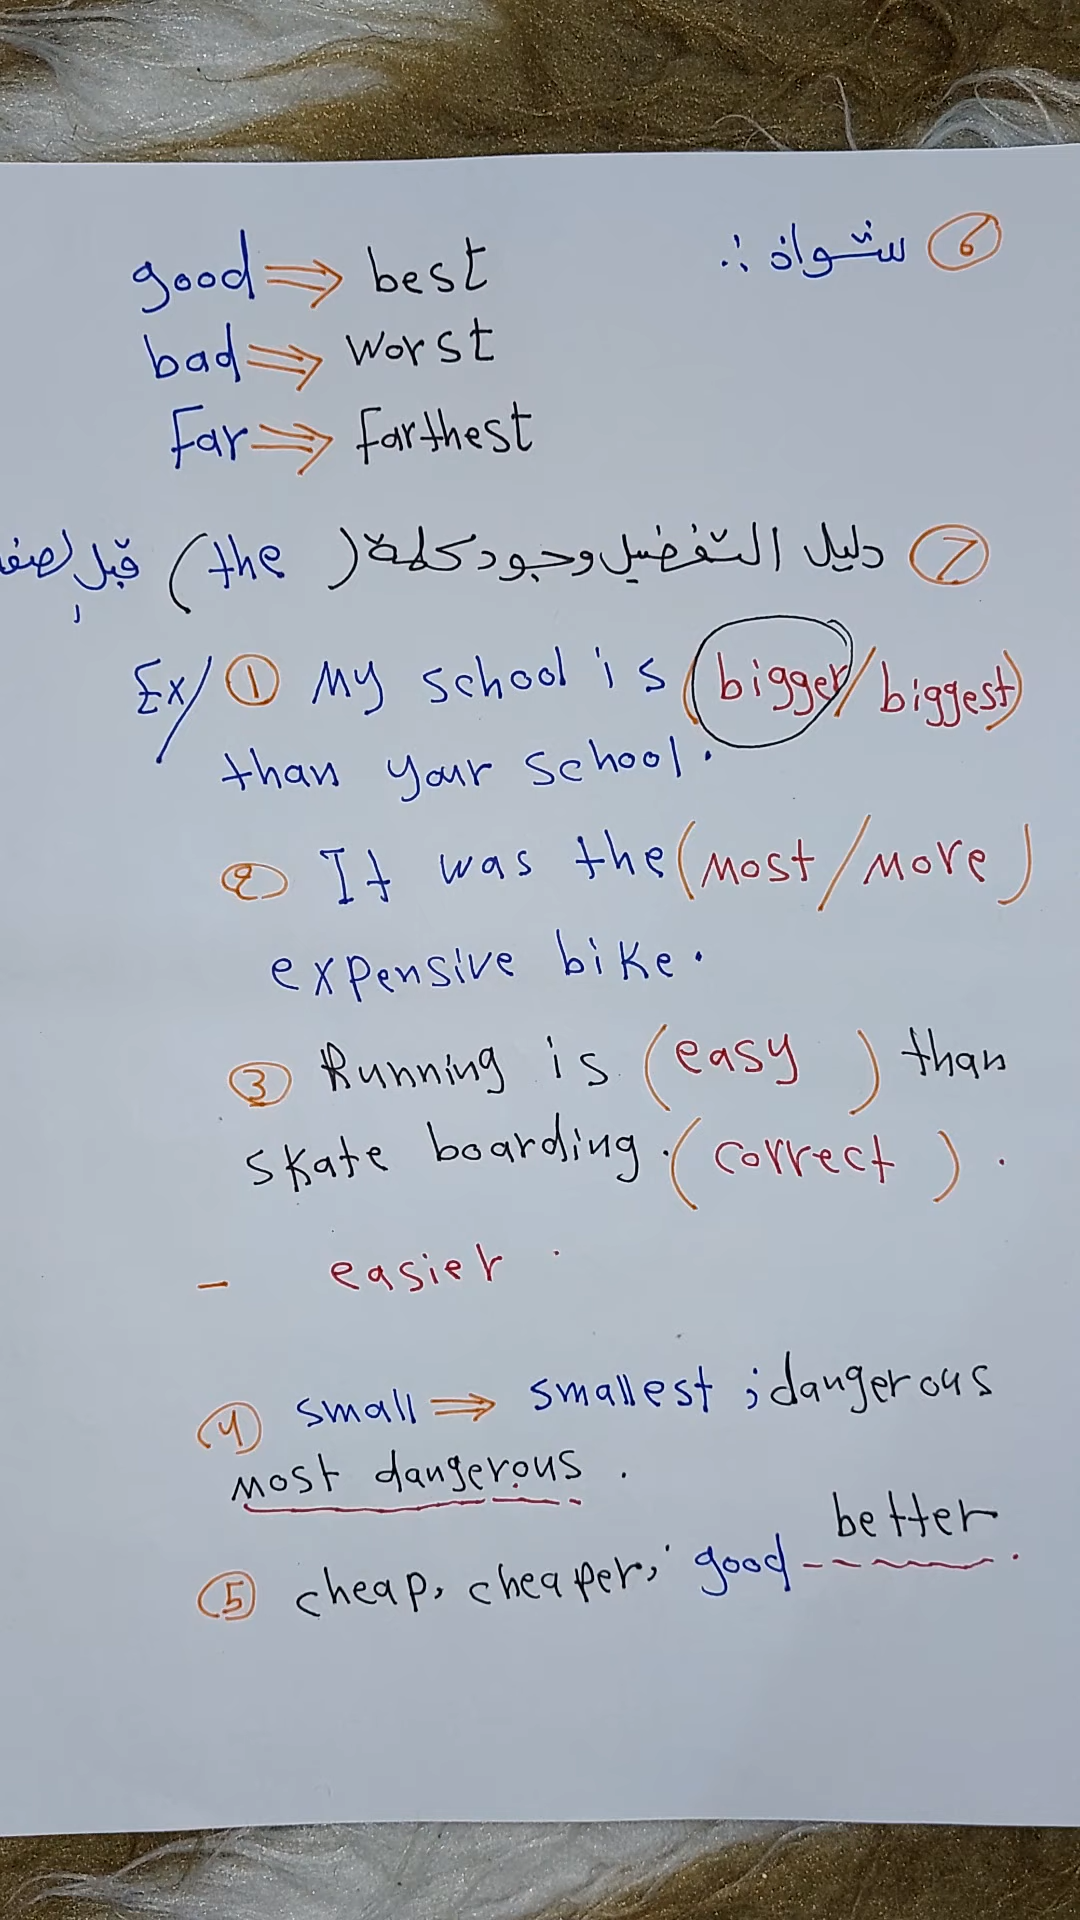 ⑥ شواذ :.
good ⇒ best
bad ⇒ worst
Far ⇒ farthest
⑦ دليل التفضيل وجود كلمة ( the ) قبل
Ex/ ① My school is (bigger/biggest)
than your school.
② It was the (most/more)
expensive bike.
③ Running is (easy ) than
skate boarding. (correct ) .
- easier .
④ small ⇒ smallest ; dangerous
most dangerous .
better
⑤ cheap, cheaper; good -----.